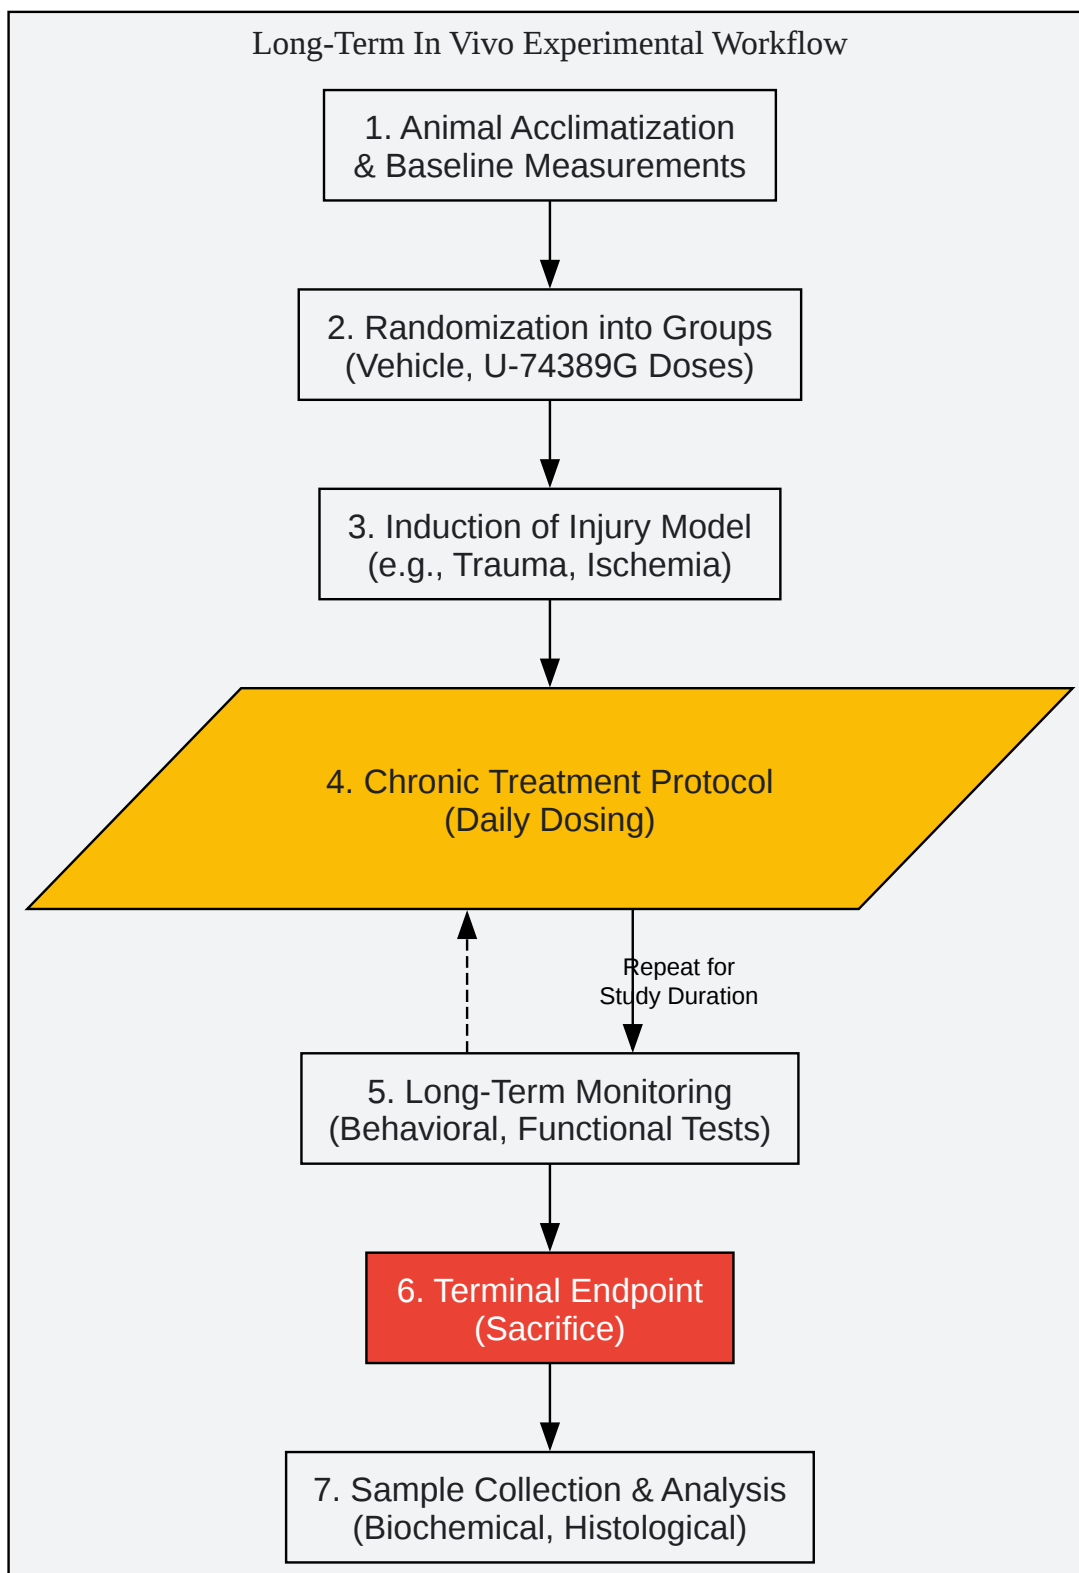 Long-Term In Vivo Experimental Workflow
1. Animal Acclimatization
& Baseline Measurements
2. Randomization into Groups
(Vehicle, U-74389G Doses)
3. Induction of Injury Model
(e.g., Trauma, Ischemia)
4. Chronic Treatment Protocol
(Daily Dosing)
Repeat for
Study Duration
5. Long-Term Monitoring
(Behavioral, Functional Tests)
6. Terminal Endpoint
(Sacrifice)
7. Sample Collection & Analysis
(Biochemical, Histological)